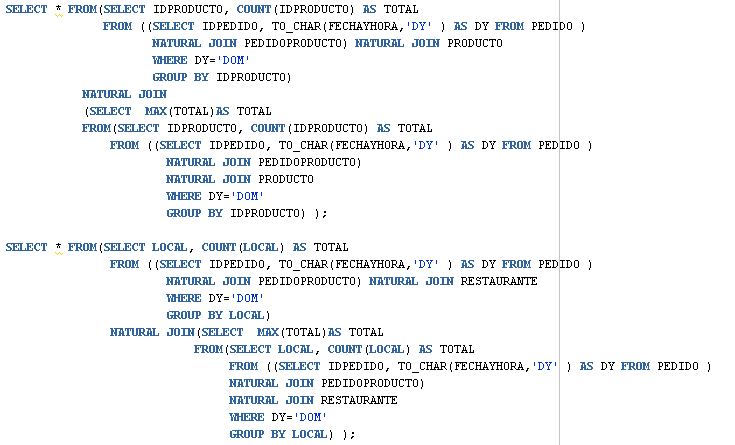 SELECT * FROM(SELECT IDPRODUCTO, COUNT(IDPRODUCTO) AS TOTAL
FROM ((SELECT IDPEDIDO, TO_CHAR(FECHAYHORA,'DY' ) AS DY FROM PEDIDO )
NATURAL JOIN PEDIDOPRODUCTO) NATURAL JOIN PRODUCTO
WHERE DY='DOM'
GROUP BY IDPRODUCTO)
NATURAL JOIN
(SELECT  MAX(TOTAL)AS TOTAL
FROM(SELECT IDPRODUCTO, COUNT(IDPRODUCTO) AS TOTAL
FROM ((SELECT IDPEDIDO, TO_CHAR(FECHAYHORA,'DY' ) AS DY FROM PEDIDO )
NATURAL JOIN PEDIDOPRODUCTO)
NATURAL JOIN PRODUCTO
WHERE DY='DOM'
GROUP BY IDPRODUCTO) );
SELECT * FROM(SELECT LOCAL, COUNT(LOCAL) AS TOTAL
FROM ((SELECT IDPEDIDO, TO_CHAR(FECHAYHORA,'DY' ) AS DY FROM PEDIDO )
NATURAL JOIN PEDIDOPRODUCTO) NATURAL JOIN RESTAURANTE
WHERE DY='DOM'
GROUP BY LOCAL)
NATURAL JOIN(SELECT  MAX(TOTAL)AS TOTAL
FROM(SELECT LOCAL, COUNT(LOCAL) AS TOTAL
FROM ((SELECT IDPEDIDO, TO_CHAR(FECHAYHORA,'DY' ) AS DY FROM PEDIDO )
NATURAL JOIN PEDIDOPRODUCTO)
NATURAL JOIN RESTAURANTE
WHERE DY='DOM'
GROUP BY LOCAL) );